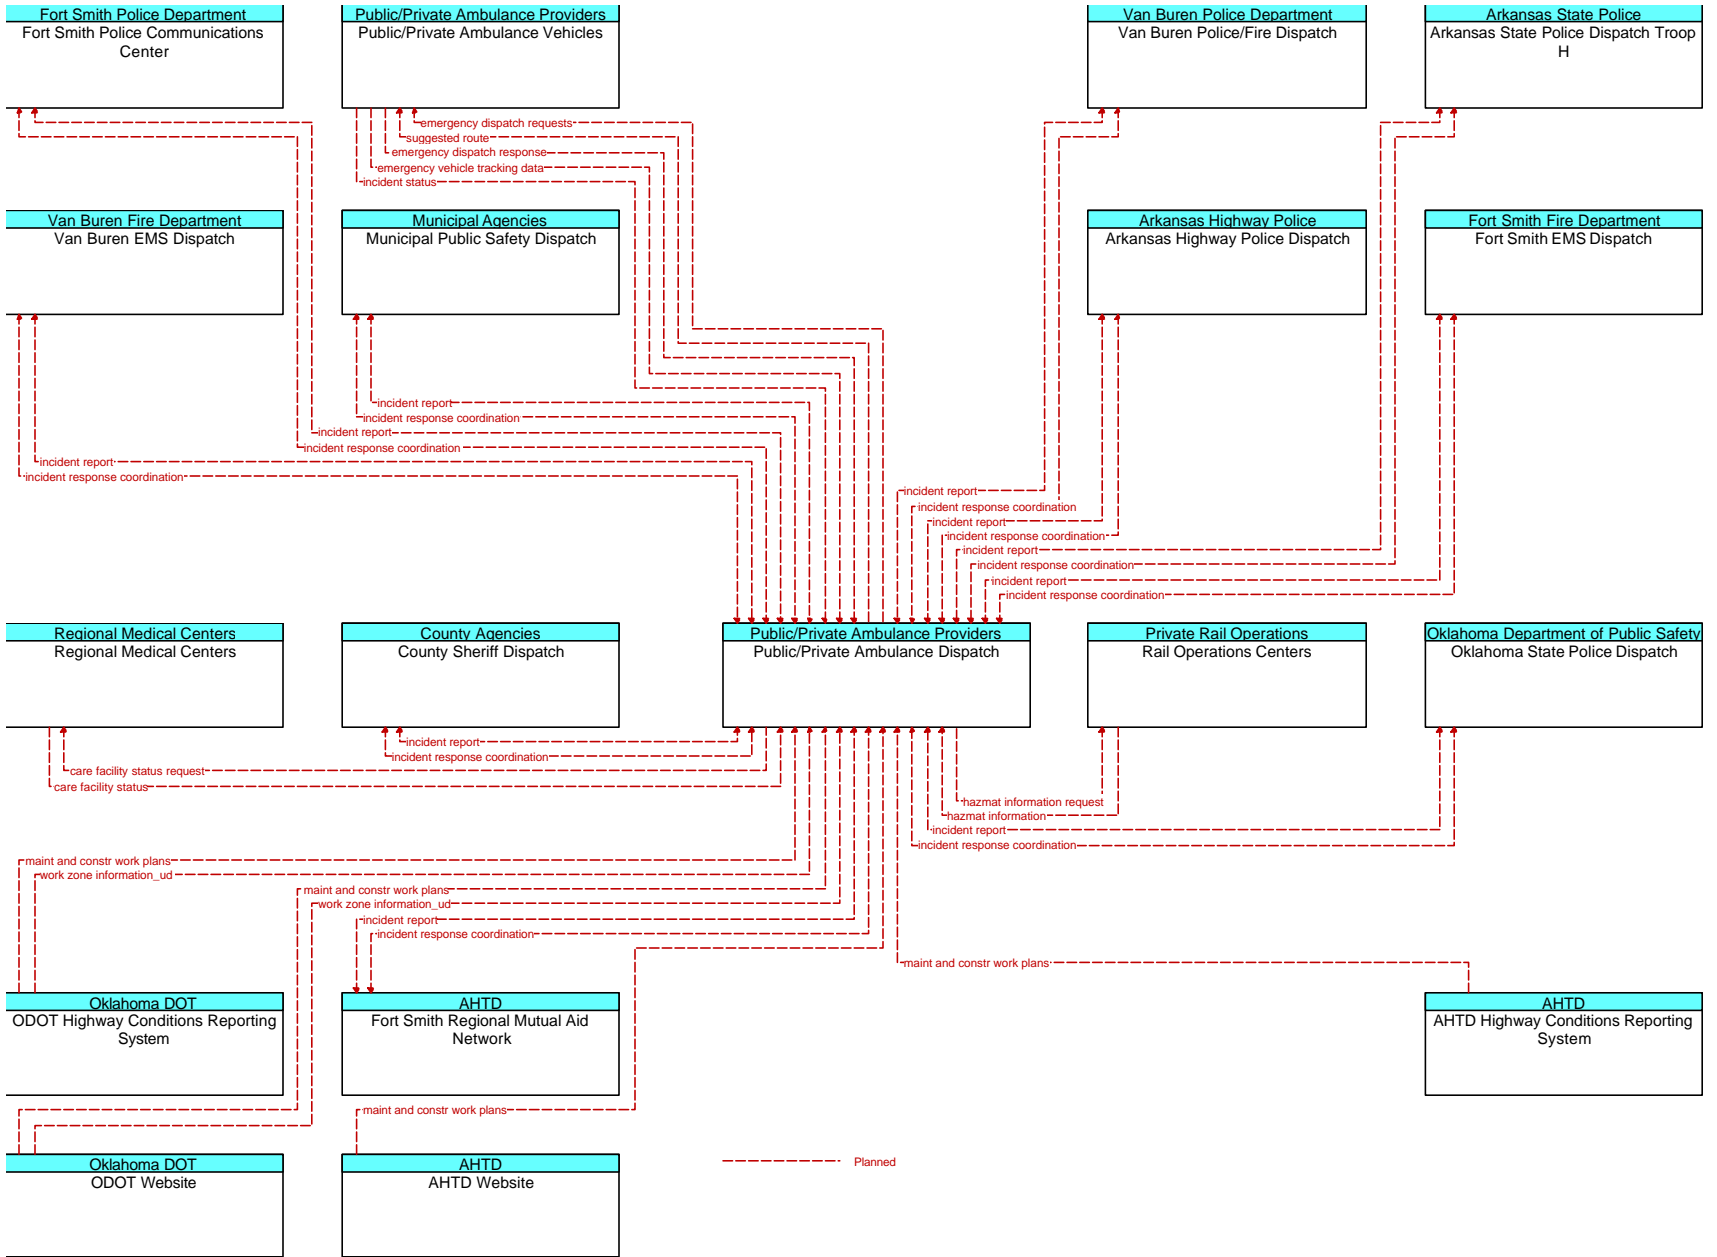 Fort Smith Police Department
Fort Smith Police Communications
Center
Public/Private Ambulance Providers
Public/Private Ambulance Vehicles
Van Buren Police Department
Van Buren Police/Fire Dispatch
Arkansas State Police
Arkansas State Police Dispatch Troop
H
emergency dispatch requests
suggested route
emergency dispatch response
emergency vehicle tracking data
incident status
Van Buren Fire Department
Van Buren EMS Dispatch
Municipal Agencies
Municipal Public Safety Dispatch
Arkansas Highway Police
Arkansas Highway Police Dispatch
Fort Smith Fire Department
Fort Smith EMS Dispatch
incident report
incident response coordination
incident report
incident response coordination
incident report
incident response coordination
incident report
incident response coordination
incident report
incident response coordination
incident report
incident response coordination
incident report
incident response coordination
Regional Medical Centers
Regional Medical Centers
County Agencies
County Sheriff Dispatch
Public/Private Ambulance Providers
Public/Private Ambulance Dispatch
Private Rail Operations
Rail Operations Centers
Oklahoma Department of Public Safety
Oklahoma State Police Dispatch
incident report
incident response coordination
care facility status request
care facility status
hazmat information request
hazmat information
incident report
incident response coordination
maint and constr work plans
work zone information_ud
maint and constr work plans
work zone information_ud
incident report
incident response coordination
maint and constr work plans
Oklahoma DOT
ODOT Highway Conditions Reporting
System
AHTD
Fort Smith Regional Mutual Aid
Network
AHTD
AHTD Highway Conditions Reporting
System
maint and constr work plans
Oklahoma DOT
ODOT Website
AHTD
AHTD Website
Planned